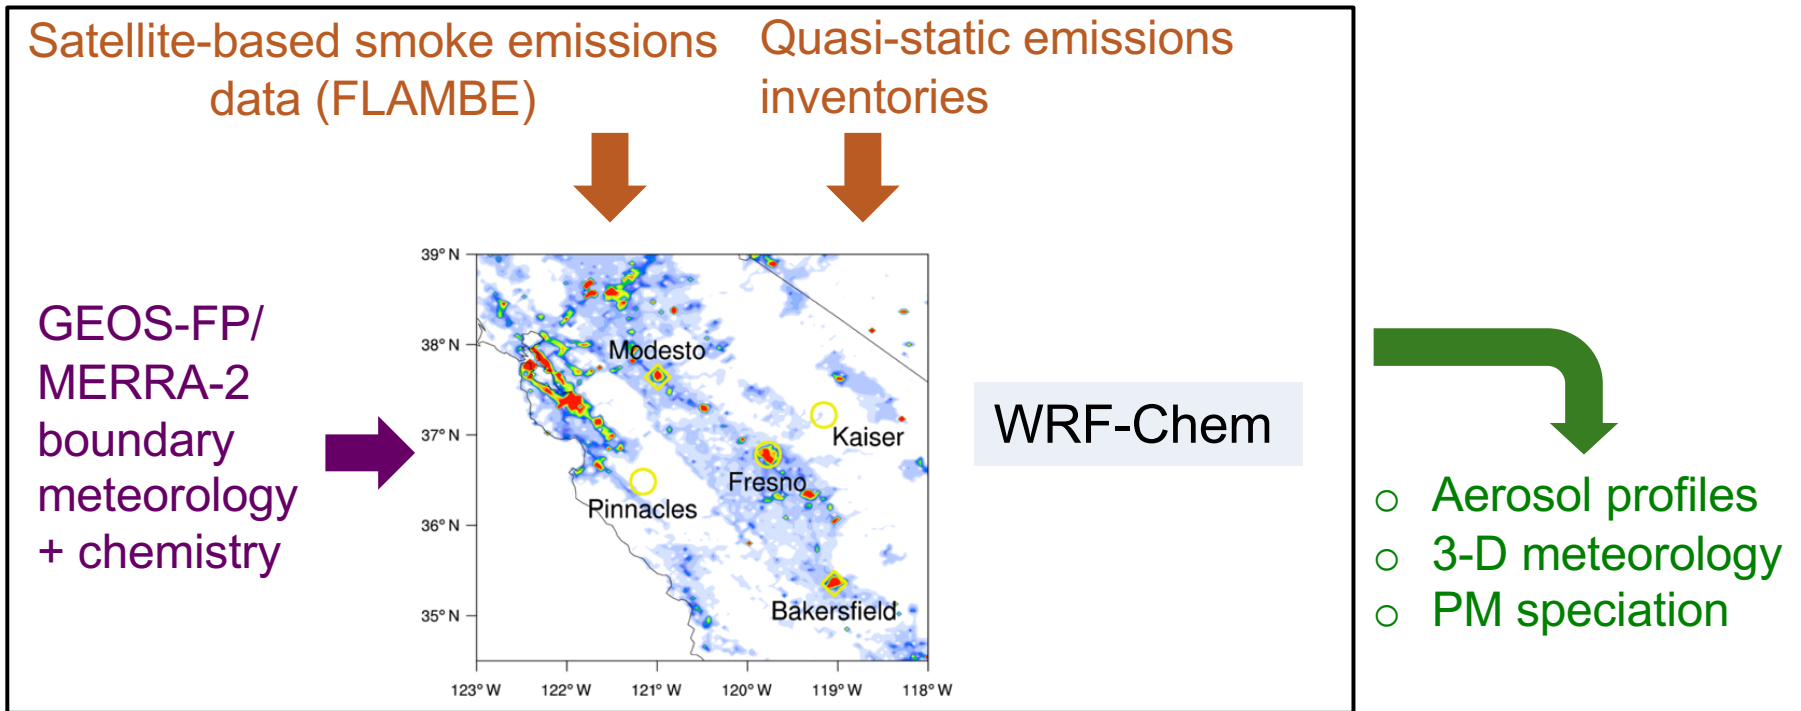 Satellite-based smoke emissions
data (FLAMBE)
Quasi-static emissions
inventories
GEOS-FP/
MERRA-2
boundary
meteorology
+ chemistry
39° N
38° N
37° N
36° N
35° N
Modesto
Kaiser
Fresno
Pinnacles
Bakersfield
123° W 122° W 121° W 120° W 119° W 118° W
WRF-Chem
o Aerosol profiles
o 3-D meteorology
o PM speciation